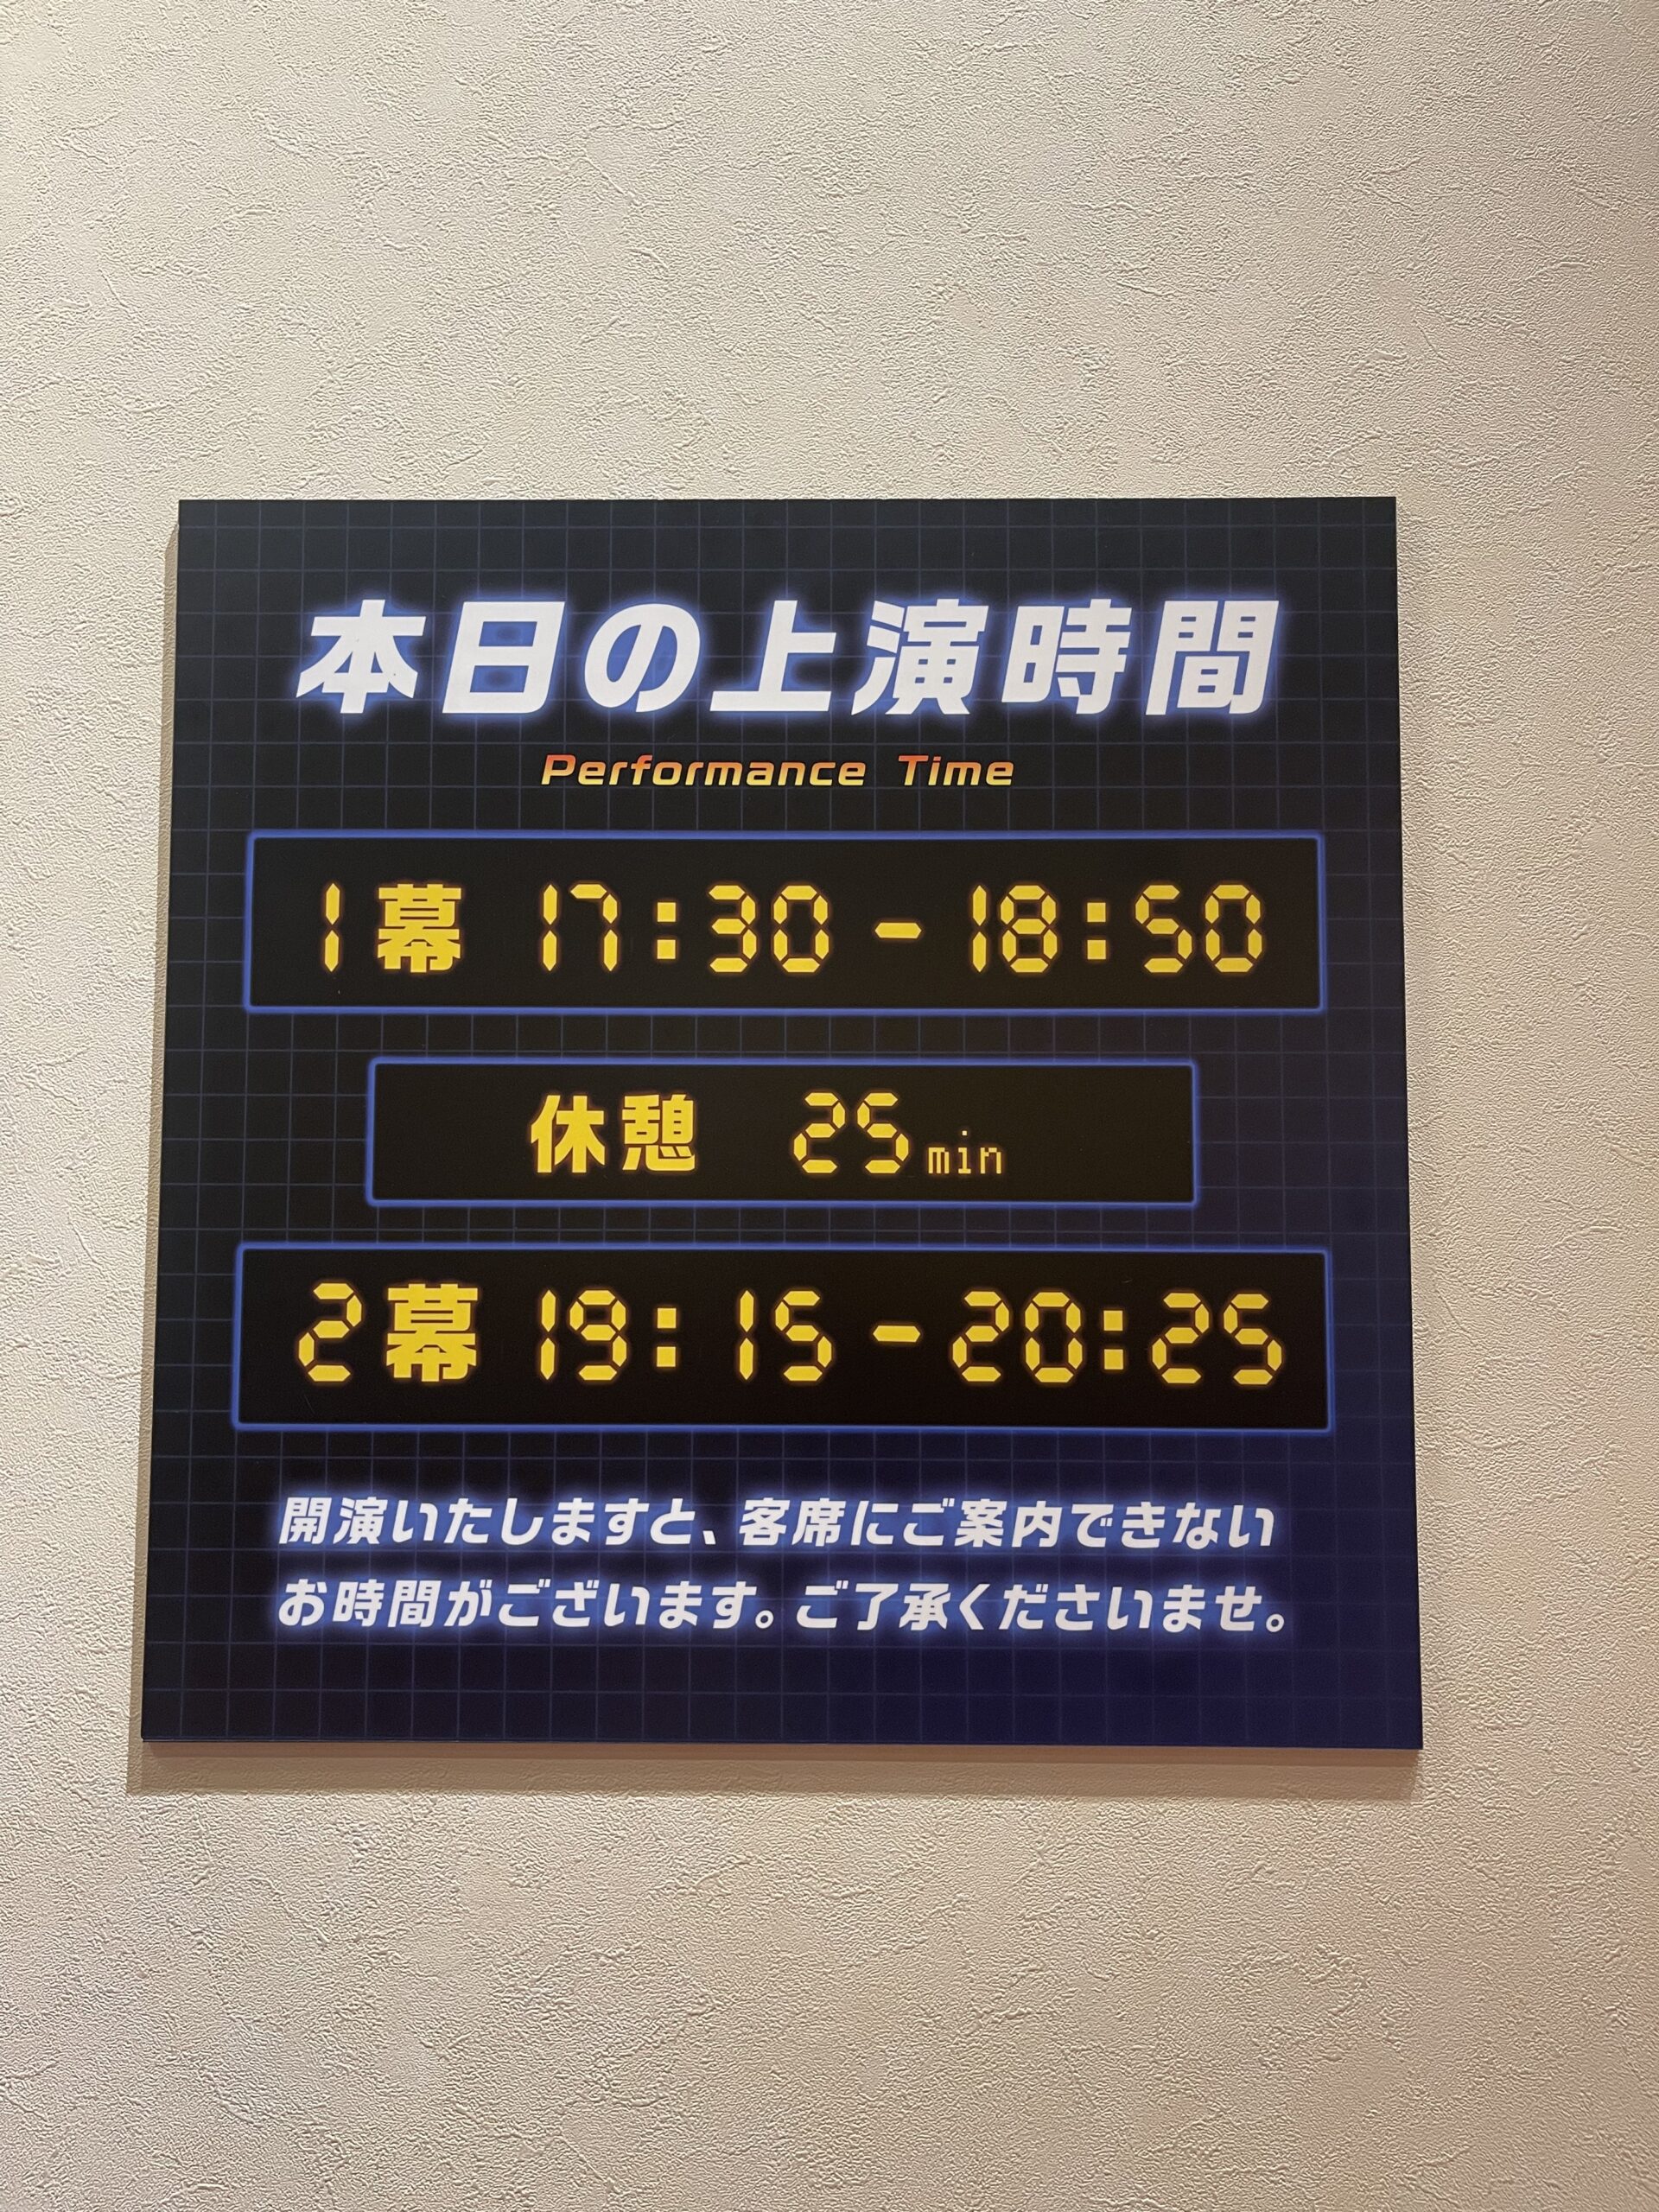 本日の上演時間
Performance Time
1幕 17:30-18:50
休憩 25min
2幕 19:15-20:25
開演いたしますと、客席にご案内できない
お時間がございます。ご了承くださいませ。